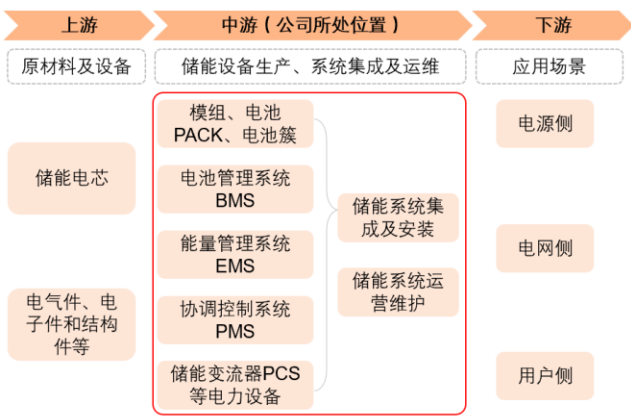 上游
中游（公司所处位置）
下游
原材料及设备
储能设备生产、系统集成及运维
应用场景
储能电芯
电气件、电
子件和结构
件等
模组、电池
PACK、电池簇
电池管理系统
BMS
能量管理系统
EMS
协调控制系统
PMS
储能变流器PCS
等电力设备
储能系统集
成及安装
储能系统运
营维护
电源侧
电网侧
用户侧